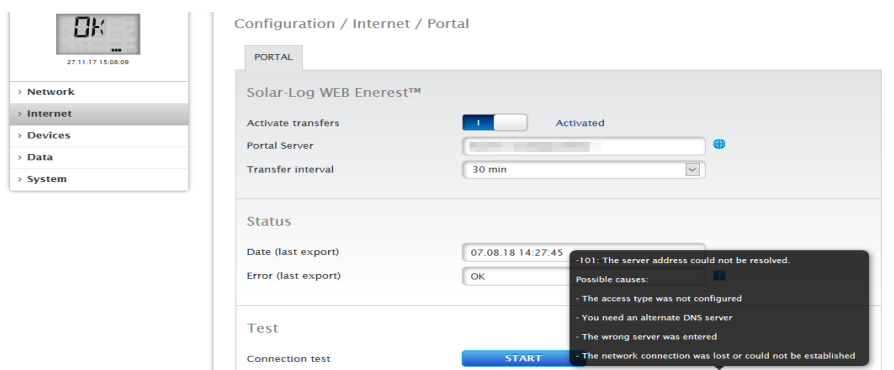 OK
27.11.17 15:08:09
› Network
› Internet
› Devices
› Data
› System
Configuration / Internet / Portal
PORTAL
Solar-Log WEB Enerest™
Activate transfers
I
Activated
Portal Server
Transfer interval
30 min
Status
Date (last export)
07.08.18 14:27:45
Error (last export)
OK
?
-101: The server address could not be resolved.
Possible causes:
- The access type was not configured
- You need an alternate DNS server
- The wrong server was entered
- The network connection was lost or could not be established
Test
Connection test
START